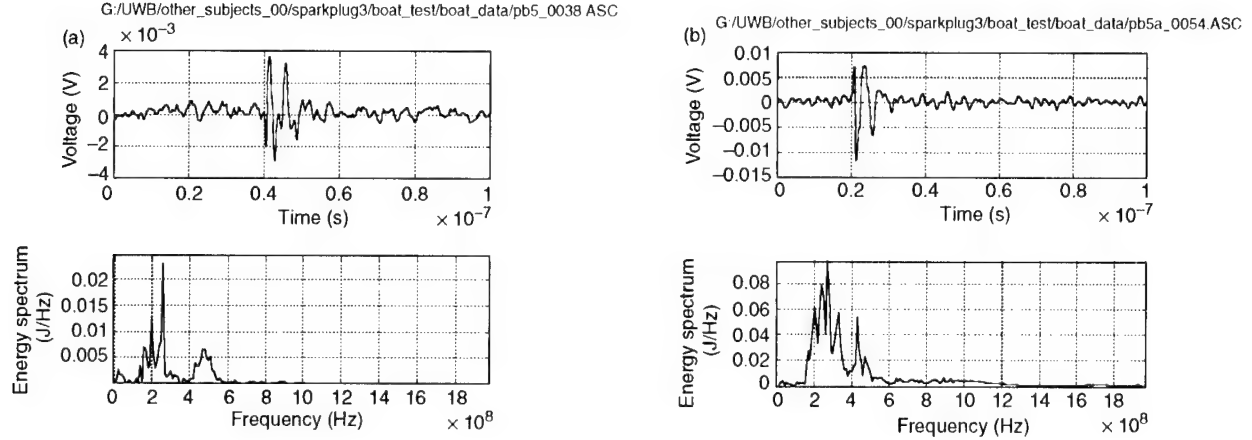 G:/UWB/other_subjects_00/sparkplug3/boat_test/boat_data/pb5_0038 ASC
(a)
× 10⁻³
Voltage (V)
4
2
0
−2
−4
0 0.2 0.4 0.6 0.8 1
Time (s)
× 10⁻⁷
Energy spectrum
(J/Hz)
0.02
0.015
0.01
0.005
0 2 4 6 8 10 12 14 16 18
Frequency (Hz)
× 10⁸
G:/UWB/other_subjects_00/sparkplug3/boat_test/boat_data/pb5a_0054.ASC
(b)
Voltage (V)
0.01
0.005
0
−0.005
−0.01
−0.015
0 0.2 0.4 0.6 0.8 1
Time (s)
× 10⁻⁷
Energy spectrum
(J/Hz)
0.08
0.06
0.04
0.02
0
0 2 4 6 8 10 12 14 16 18
Frequency (Hz)
× 10⁸